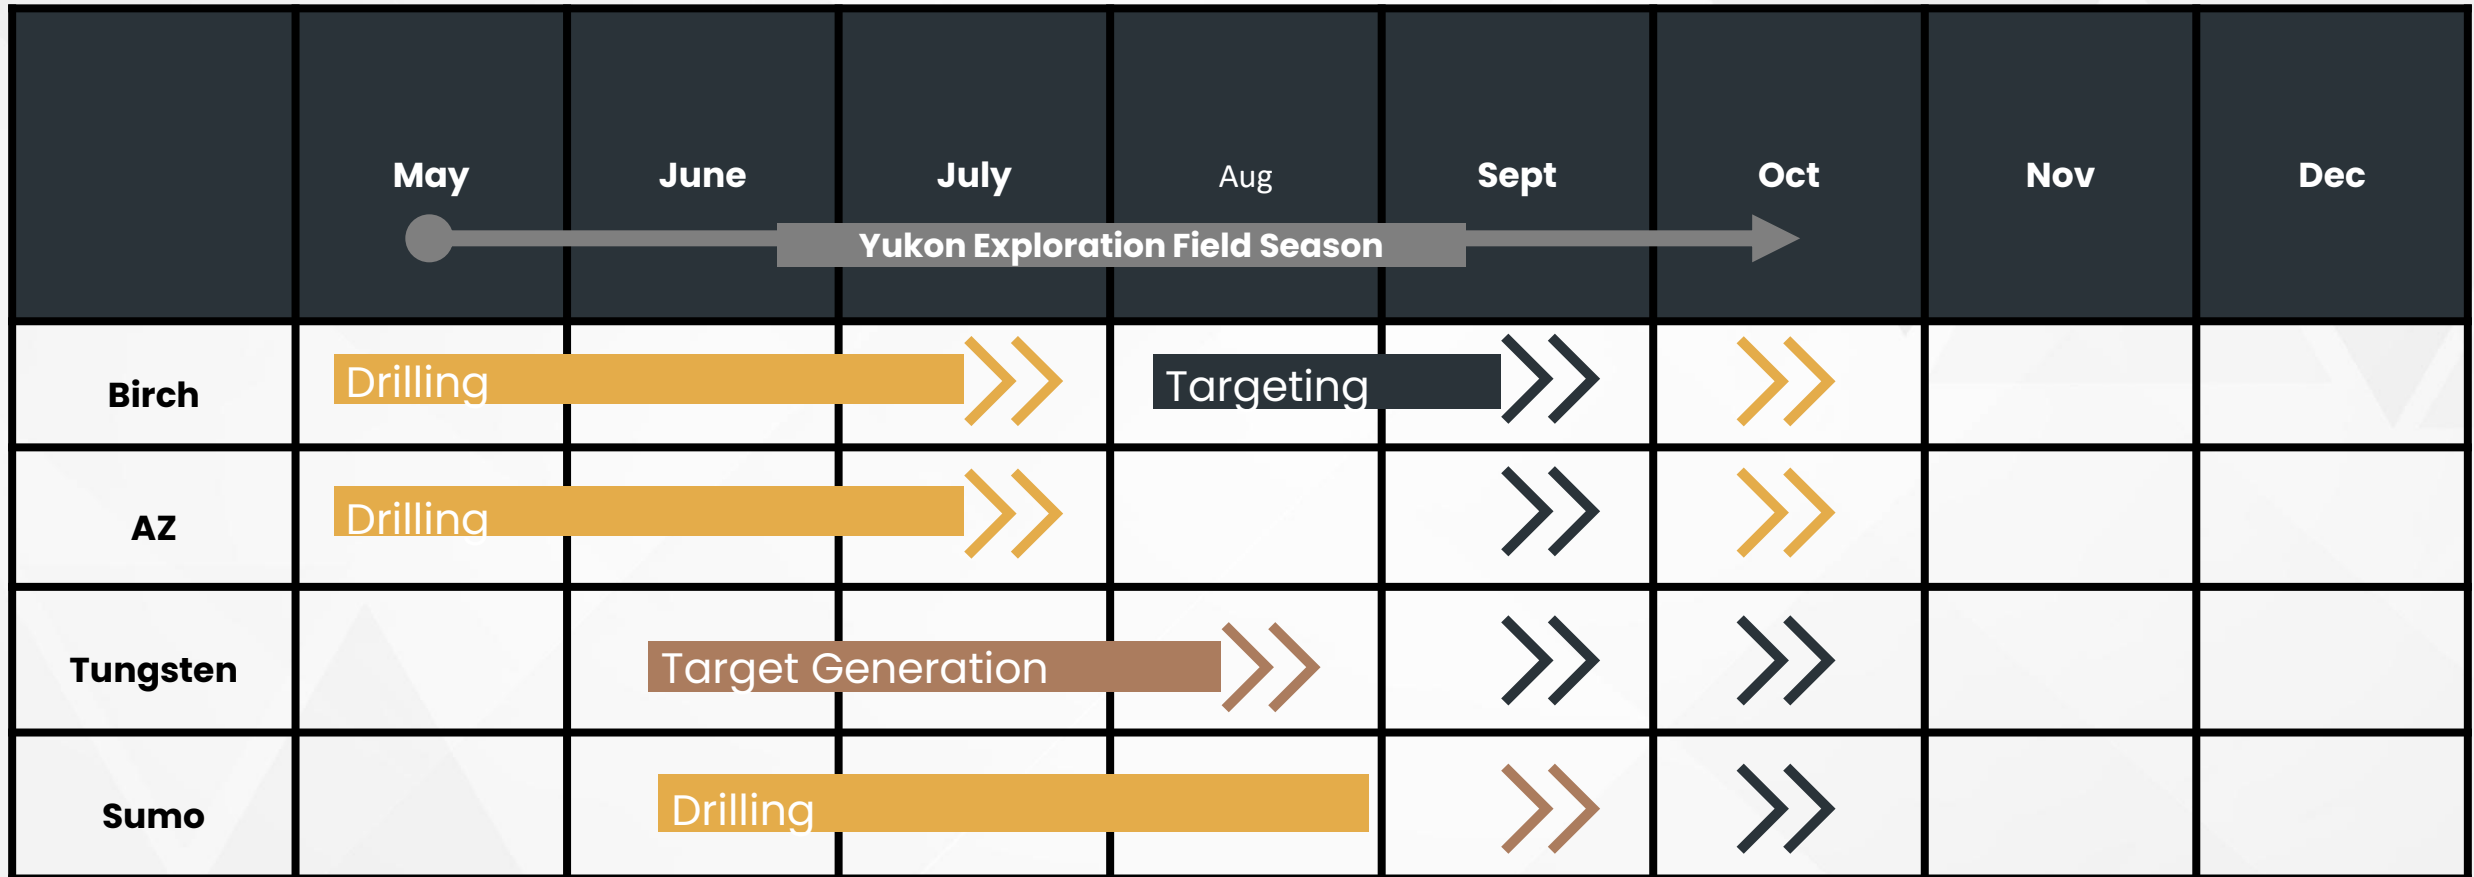 May June July Aug Sept Oct Nov Dec
Yukon Exploration Field Season
Birch Drilling Targeting
AZ Drilling
Tungsten Target Generation
Sumo Drilling